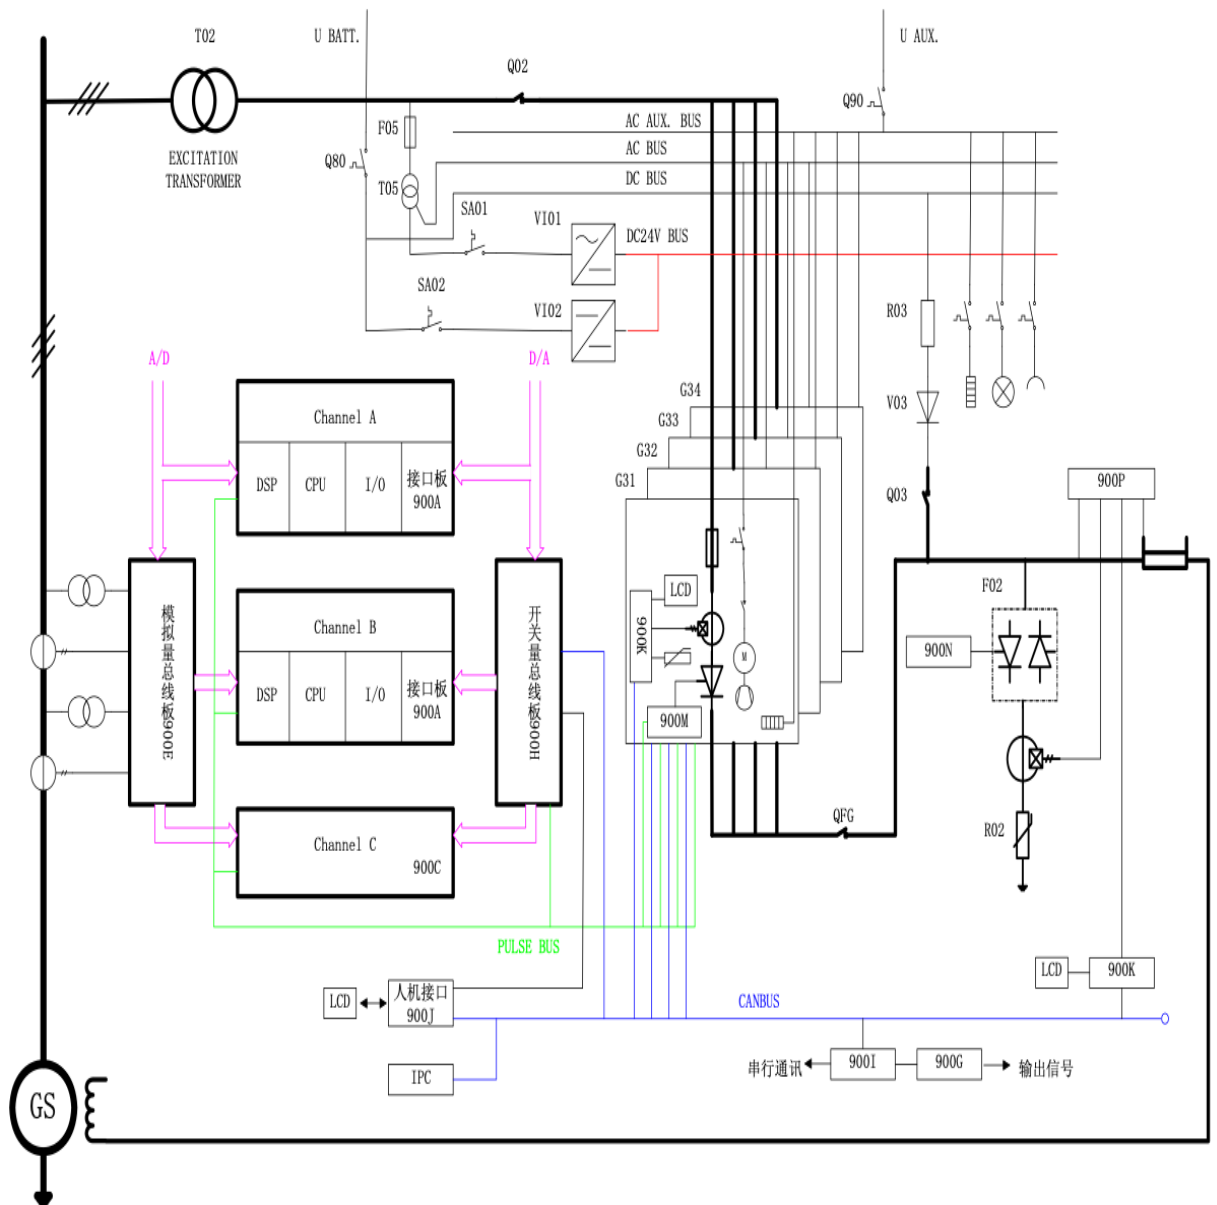 T02
U BATT.
U AUX.
Q02
EXCITATION
TRANSFORMER
F05
Q80
T05
Q90
AC AUX. BUS
AC BUS
DC BUS
SA01
VI01
DC24V BUS
SA02
VI02
R03
V03
Q03
A/D
D/A
Channel A
DSP
CPU
I/O
接口板
900A
G34
G33
G32
G31
900P
模拟量总线板900E
Channel B
DSP
CPU
I/O
接口板
900A
开关量总线板900H
LCD
900K
M
900M
F02
900N
R02
QFG
Channel C
900C
PULSE BUS
LCD
人机接口
900J
CANBUS
LCD
900K
IPC
串行通讯
900I
900G
输出信号
GS